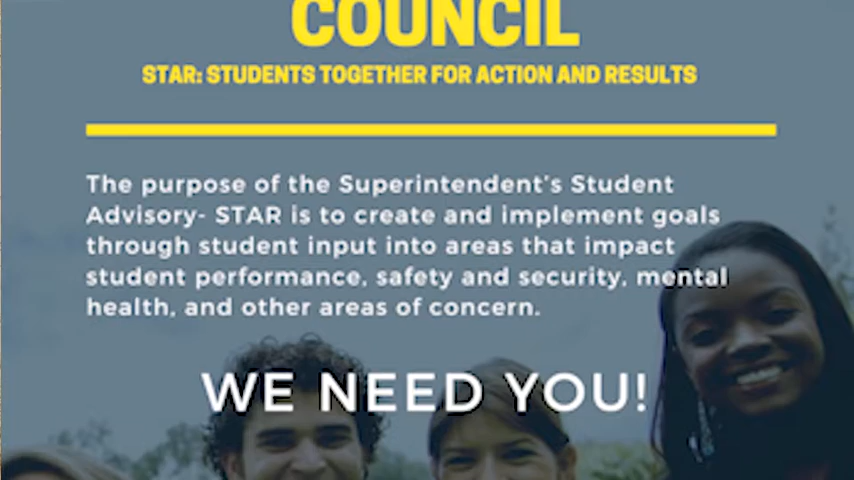 COUNCIL
STAR: STUDENTS TOGETHER FOR ACTION AND RESULTS
The purpose of the Superintendent's Student
Advisory- STAR is to create and implement goals
through student input into areas that impact
student performance, safety and security, mental
health, and other areas of concern.
WE NEED YOU!